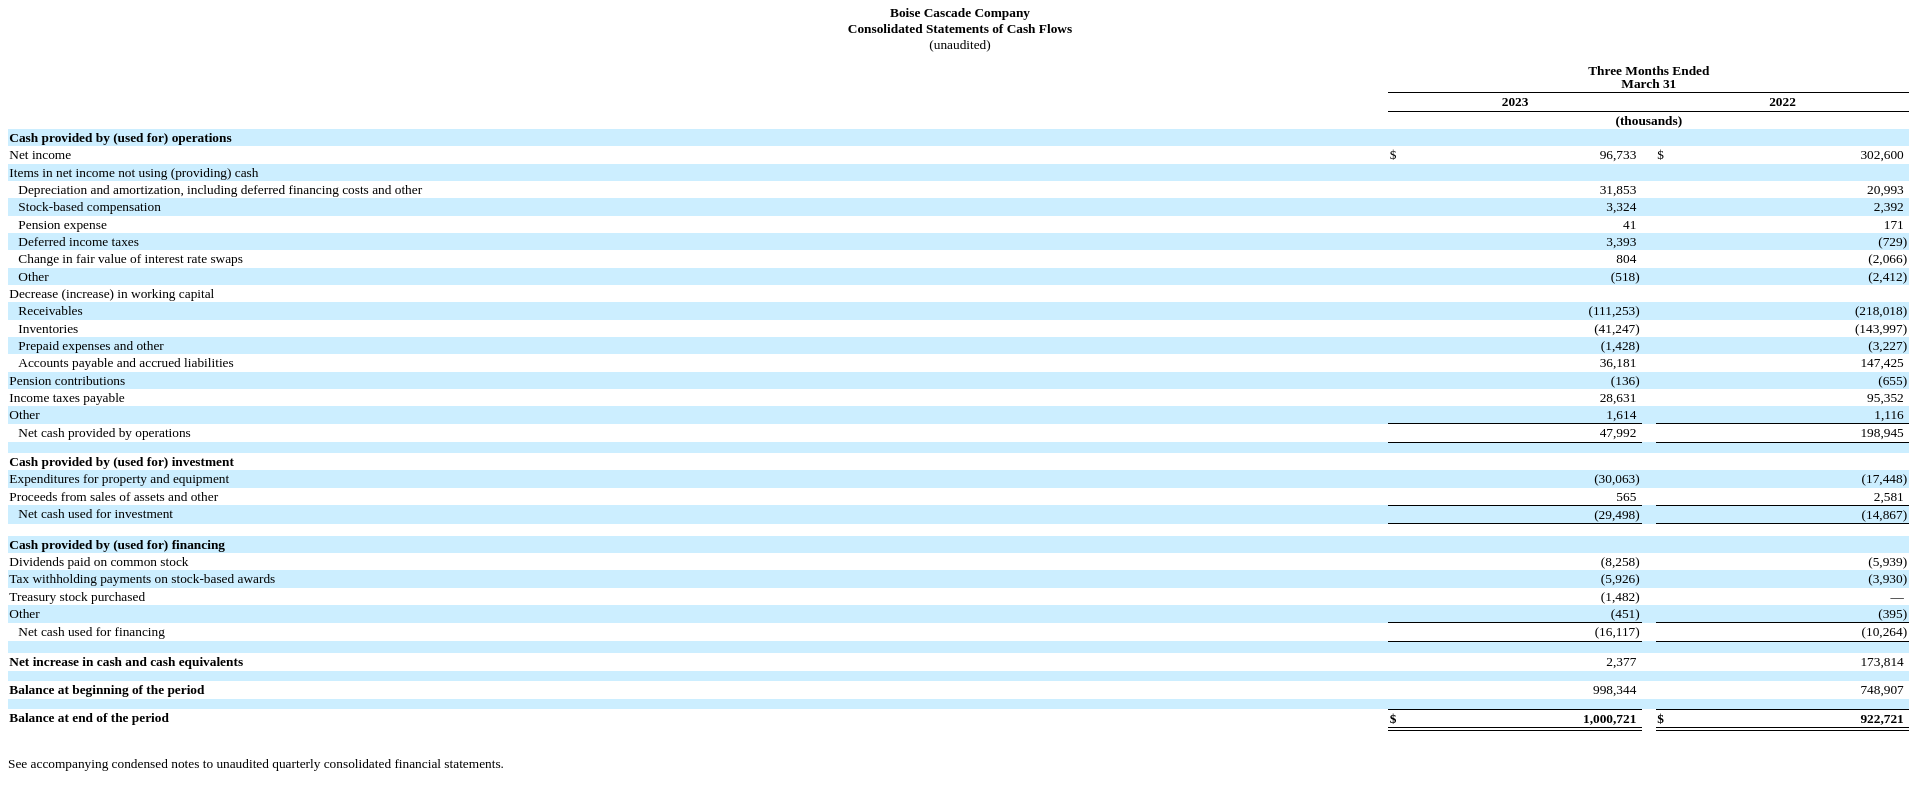 Boise Cascade Company
Consolidated Statements of Cash Flows
(unaudited)
Three Months Ended
March 31
2023 2022
(thousands)
Cash provided by (used for) operations
Net income $ 96,733 $ 302,600
Items in net income not using (providing) cash
Depreciation and amortization, including deferred financing costs and other 31,853 20,993
Stock-based compensation 3,324 2,392
Pension expense 41 171
Deferred income taxes 3,393 (729)
Change in fair value of interest rate swaps 804 (2,066)
Other (518) (2,412)
Decrease (increase) in working capital
Receivables (111,253) (218,018)
Inventories (41,247) (143,997)
Prepaid expenses and other (1,428) (3,227)
Accounts payable and accrued liabilities 36,181 147,425
Pension contributions (136) (655)
Income taxes payable 28,631 95,352
Other 1,614 1,116
Net cash provided by operations 47,992 198,945
Cash provided by (used for) investment
Expenditures for property and equipment (30,063) (17,448)
Proceeds from sales of assets and other 565 2,581
Net cash used for investment (29,498) (14,867)
Cash provided by (used for) financing
Dividends paid on common stock (8,258) (5,939)
Tax withholding payments on stock-based awards (5,926) (3,930)
Treasury stock purchased (1,482) —
Other (451) (395)
Net cash used for financing (16,117) (10,264)
Net increase in cash and cash equivalents 2,377 173,814
Balance at beginning of the period 998,344 748,907
Balance at end of the period $ 1,000,721 $ 922,721
See accompanying condensed notes to unaudited quarterly consolidated financial statements.